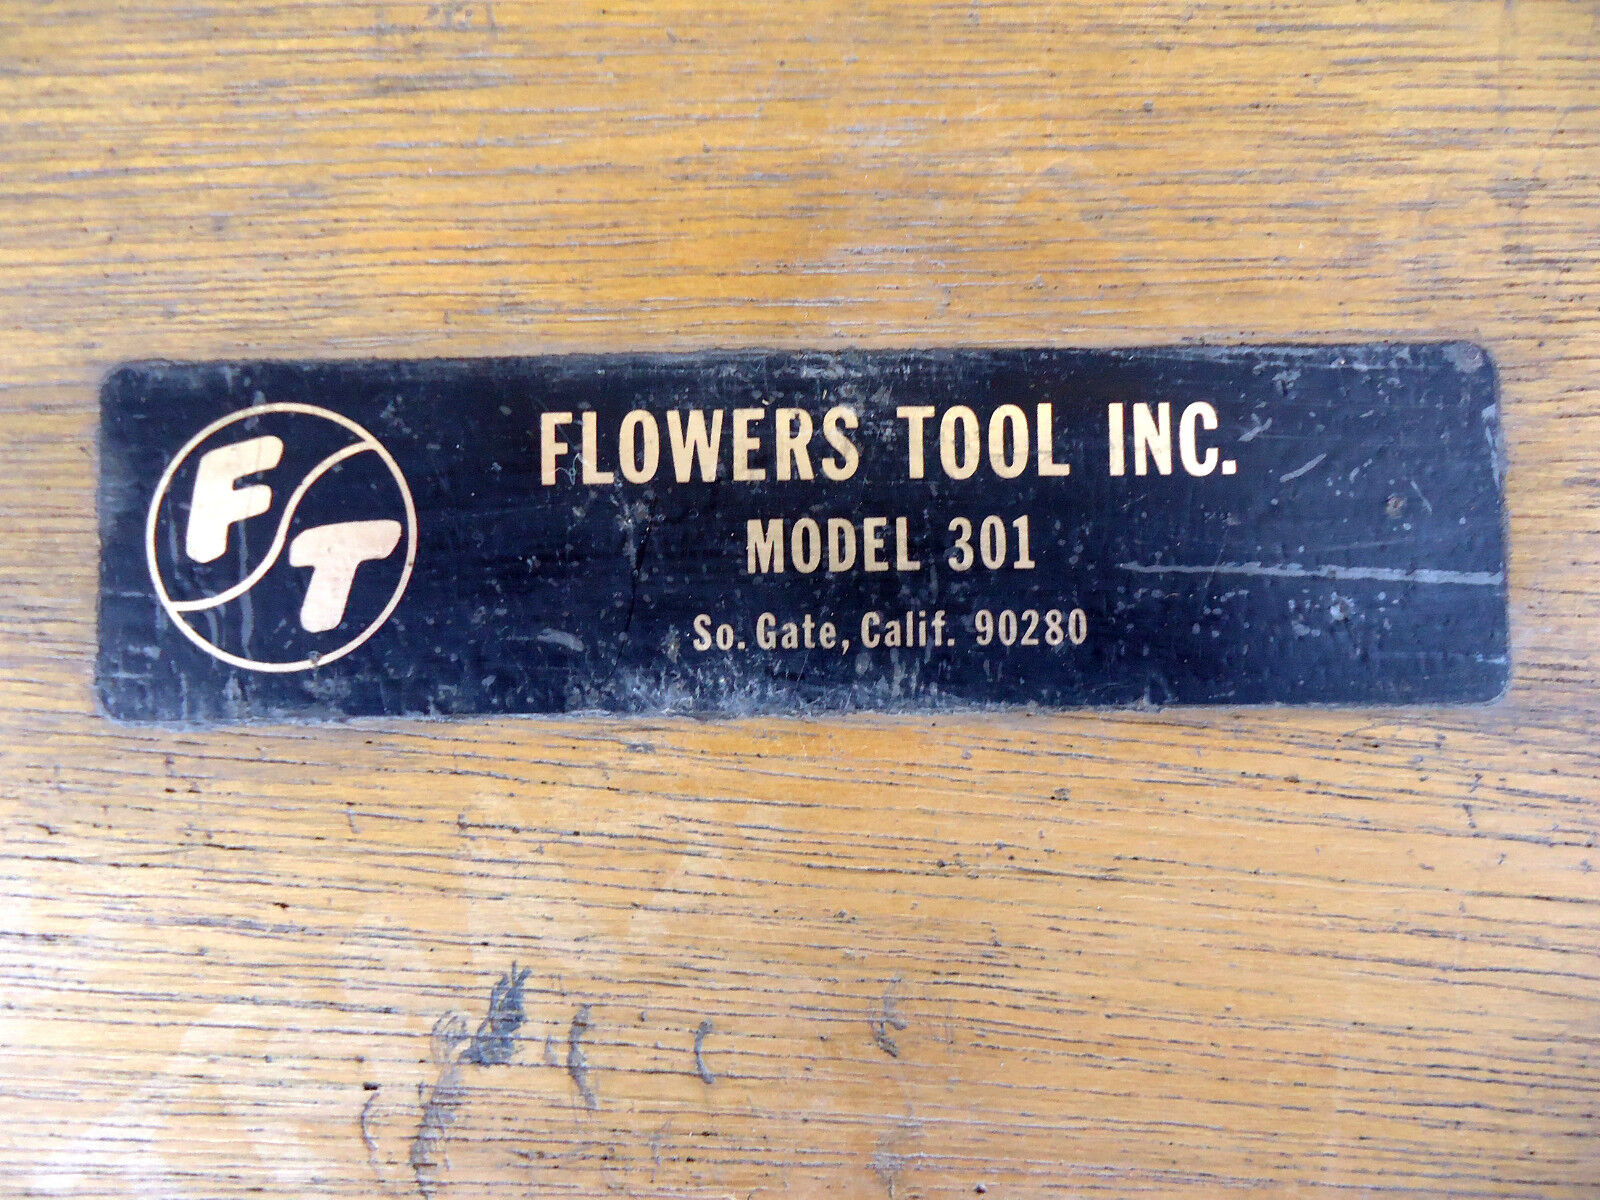 FT
FLOWERS TOOL INC.
MODEL 301
So. Gate, Calif. 90280